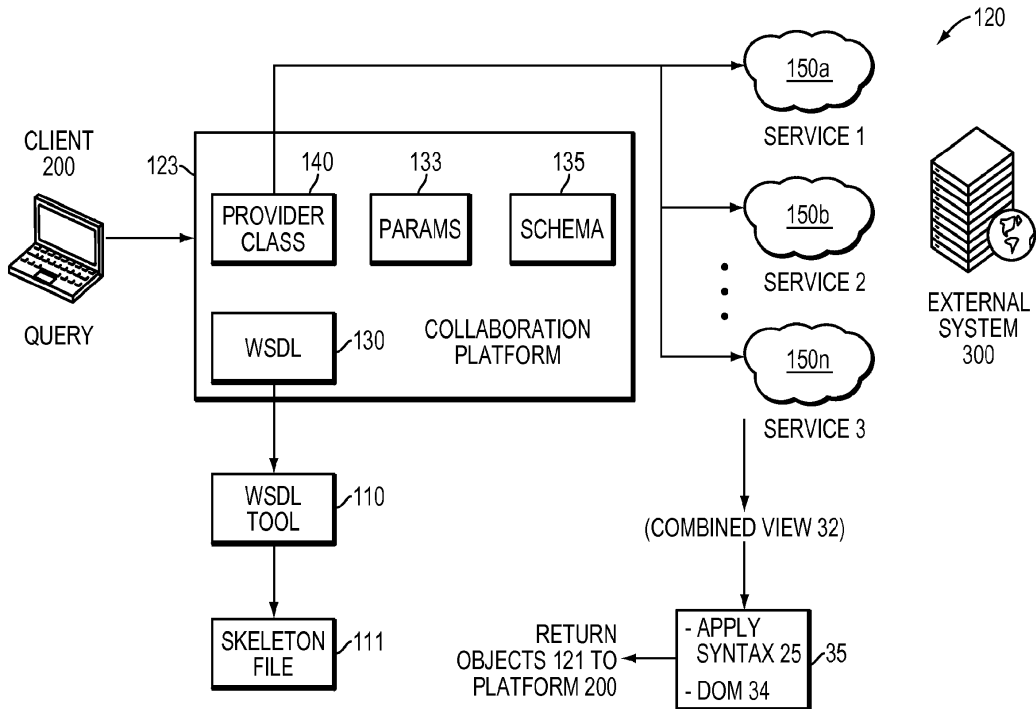 120
150a
SERVICE 1
CLIENT
200
123
140
133
135
PROVIDER
CLASS
PARAMS
SCHEMA
150b
SERVICE 2
QUERY
WSDL
130
COLLABORATION
PLATFORM
EXTERNAL
SYSTEM
300
150n
SERVICE 3
WSDL
TOOL
110
(COMBINED VIEW 32)
SKELETON
FILE
111
RETURN
OBJECTS 121 TO
PLATFORM 200
- APPLY
SYNTAX 25
- DOM 34
35